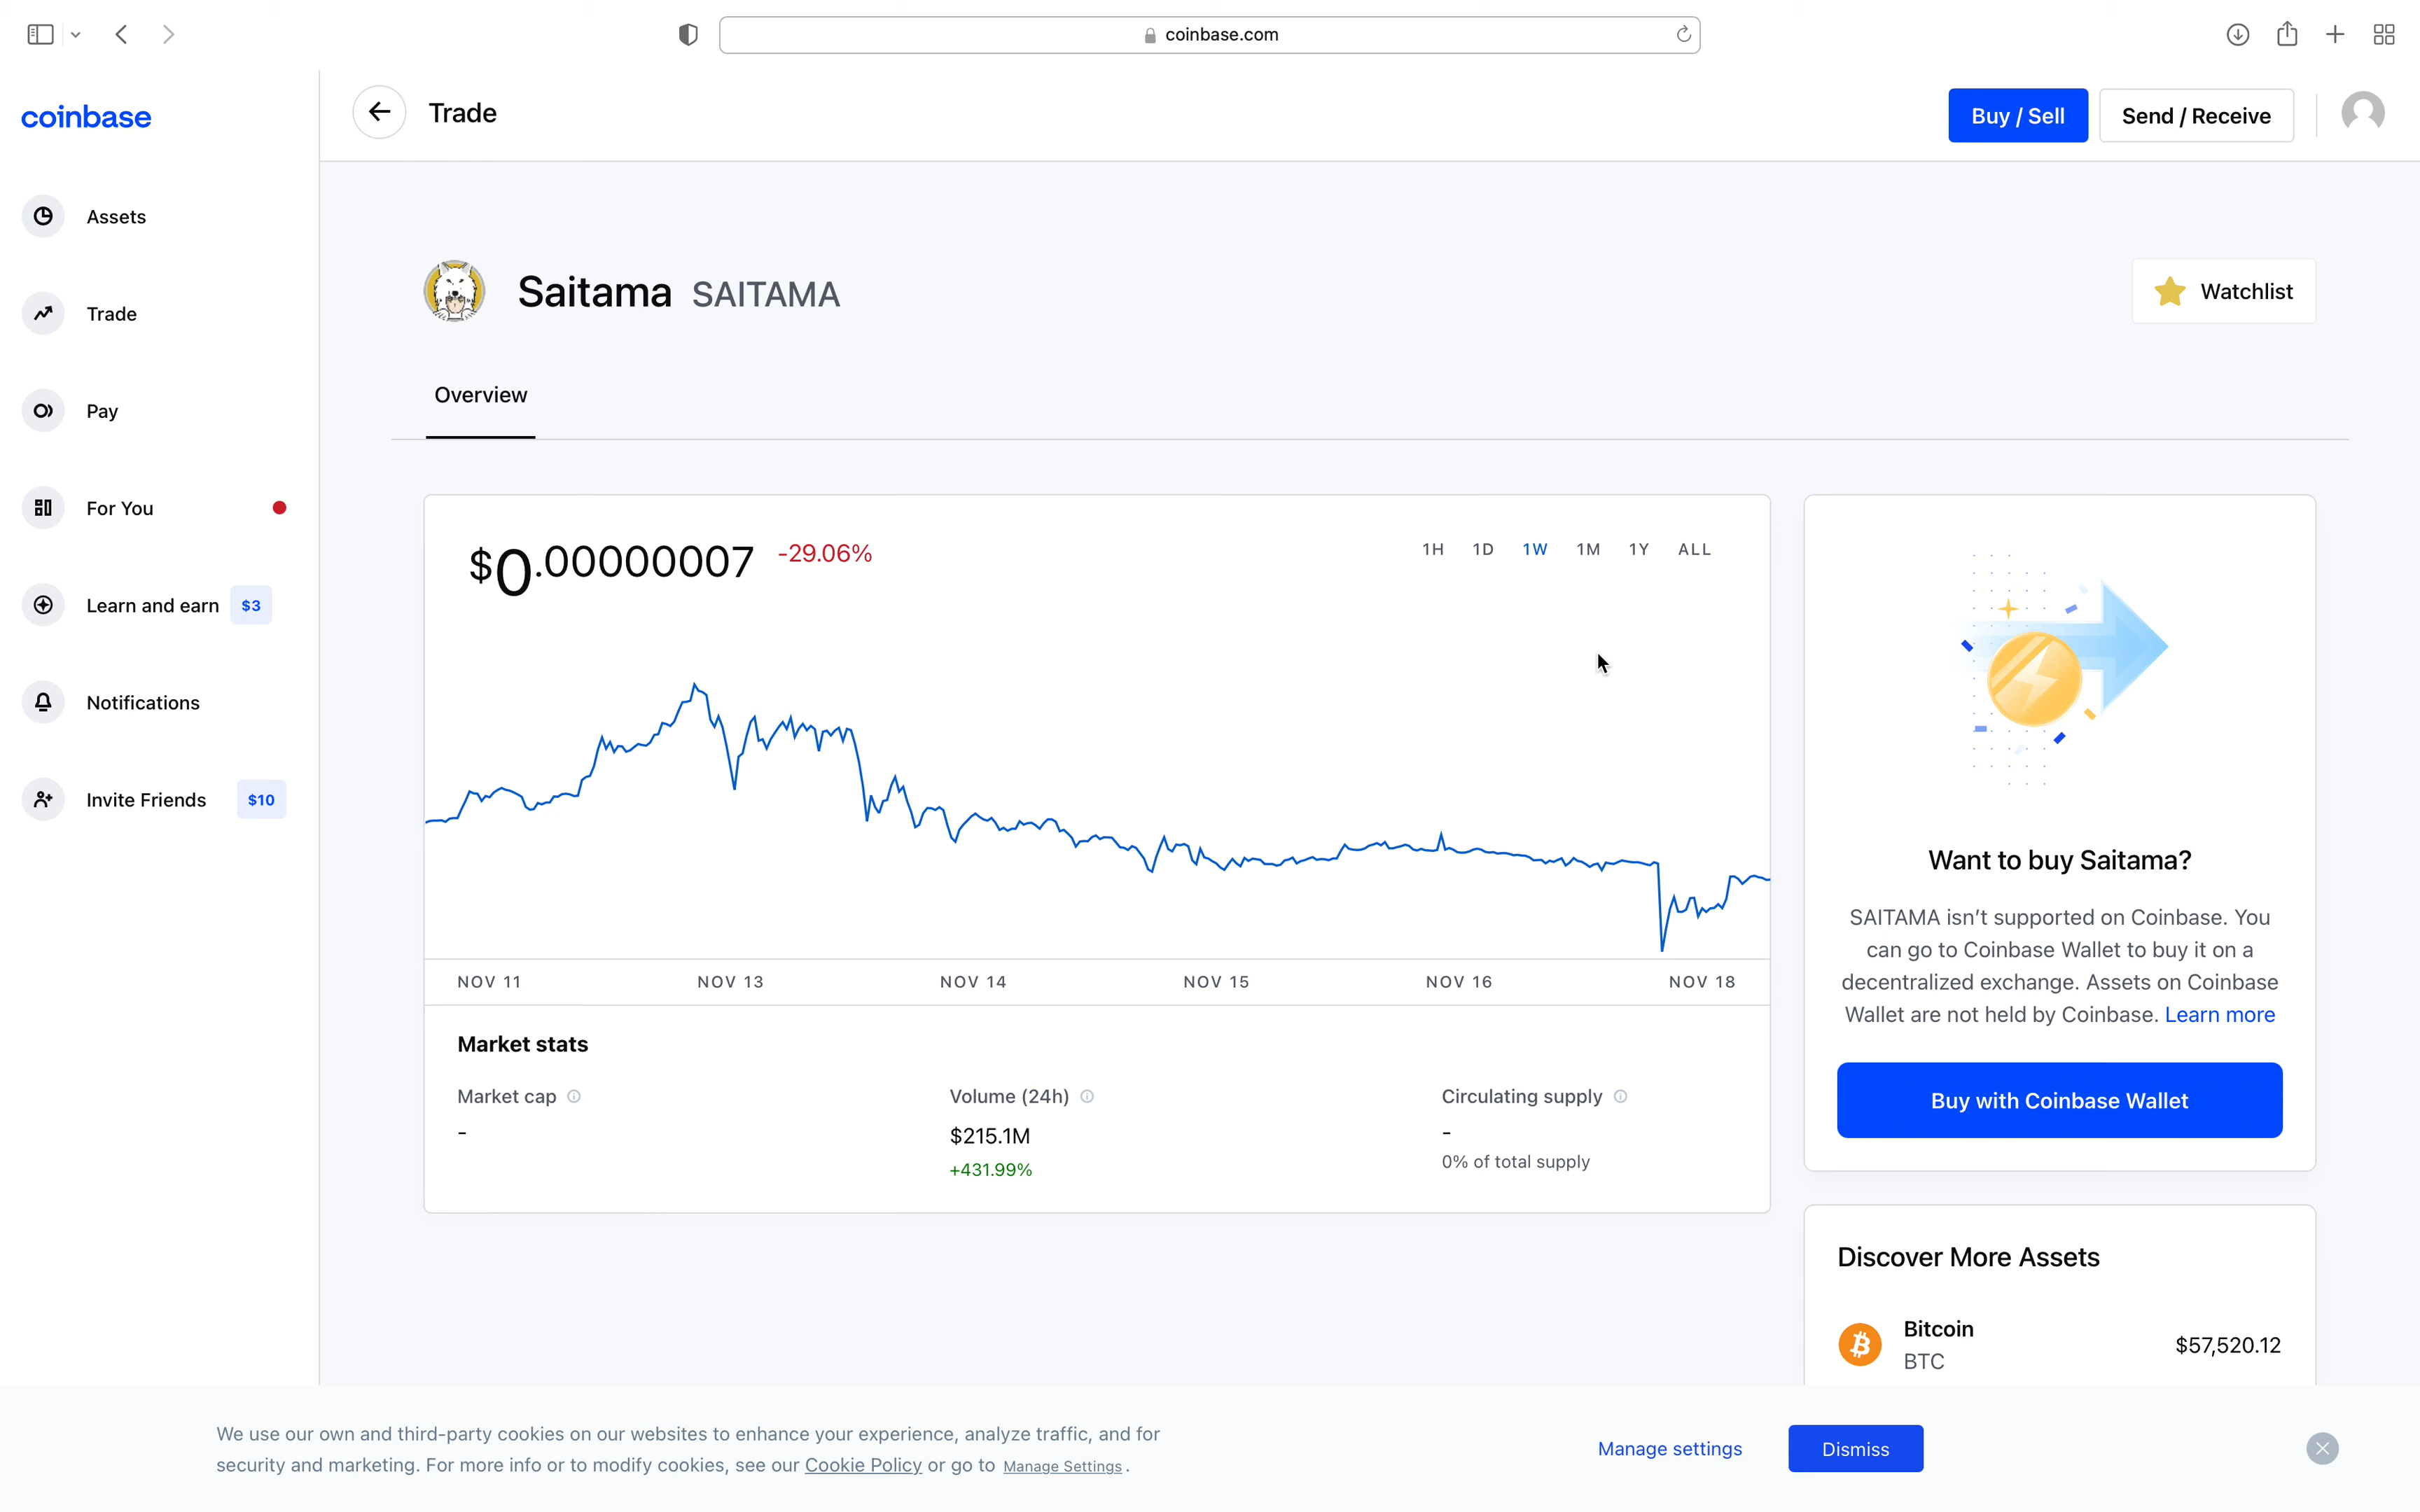 coinbase.com
coinbase
Trade
Buy / Sell
Send / Receive
Assets
Trade
Pay
For You
Learn and earn $3
Notifications
Invite Friends $10
Saitama SAITAMA
Watchlist
Overview
$0.00000007 -29.06%
1H 1D 1W 1M 1Y ALL
NOV 11 NOV 13 NOV 14 NOV 15 NOV 16 NOV 18
Market stats
Market cap
-
Volume (24h)
$215.1M
+431.99%
Circulating supply
-
0% of total supply
Want to buy Saitama?
SAITAMA isn't supported on Coinbase. You
can go to Coinbase Wallet to buy it on a
decentralized exchange. Assets on Coinbase
Wallet are not held by Coinbase. Learn more
Buy with Coinbase Wallet
Discover More Assets
Bitcoin
BTC
$57,520.12
We use our own and third-party cookies on our websites to enhance your experience, analyze traffic, and for
security and marketing. For more info or to modify cookies, see our Cookie Policy or go to Manage Settings.
Manage settings
Dismiss